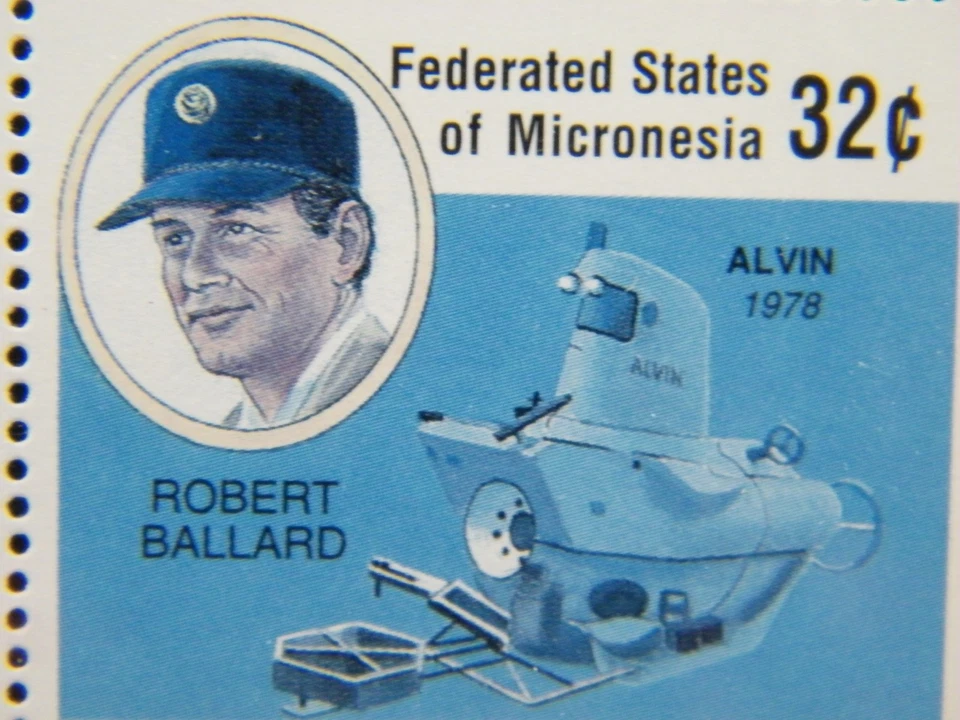 Federated States
of Micronesia 32¢
ALVIN
1978
ALVIN
ROBERT
BALLARD